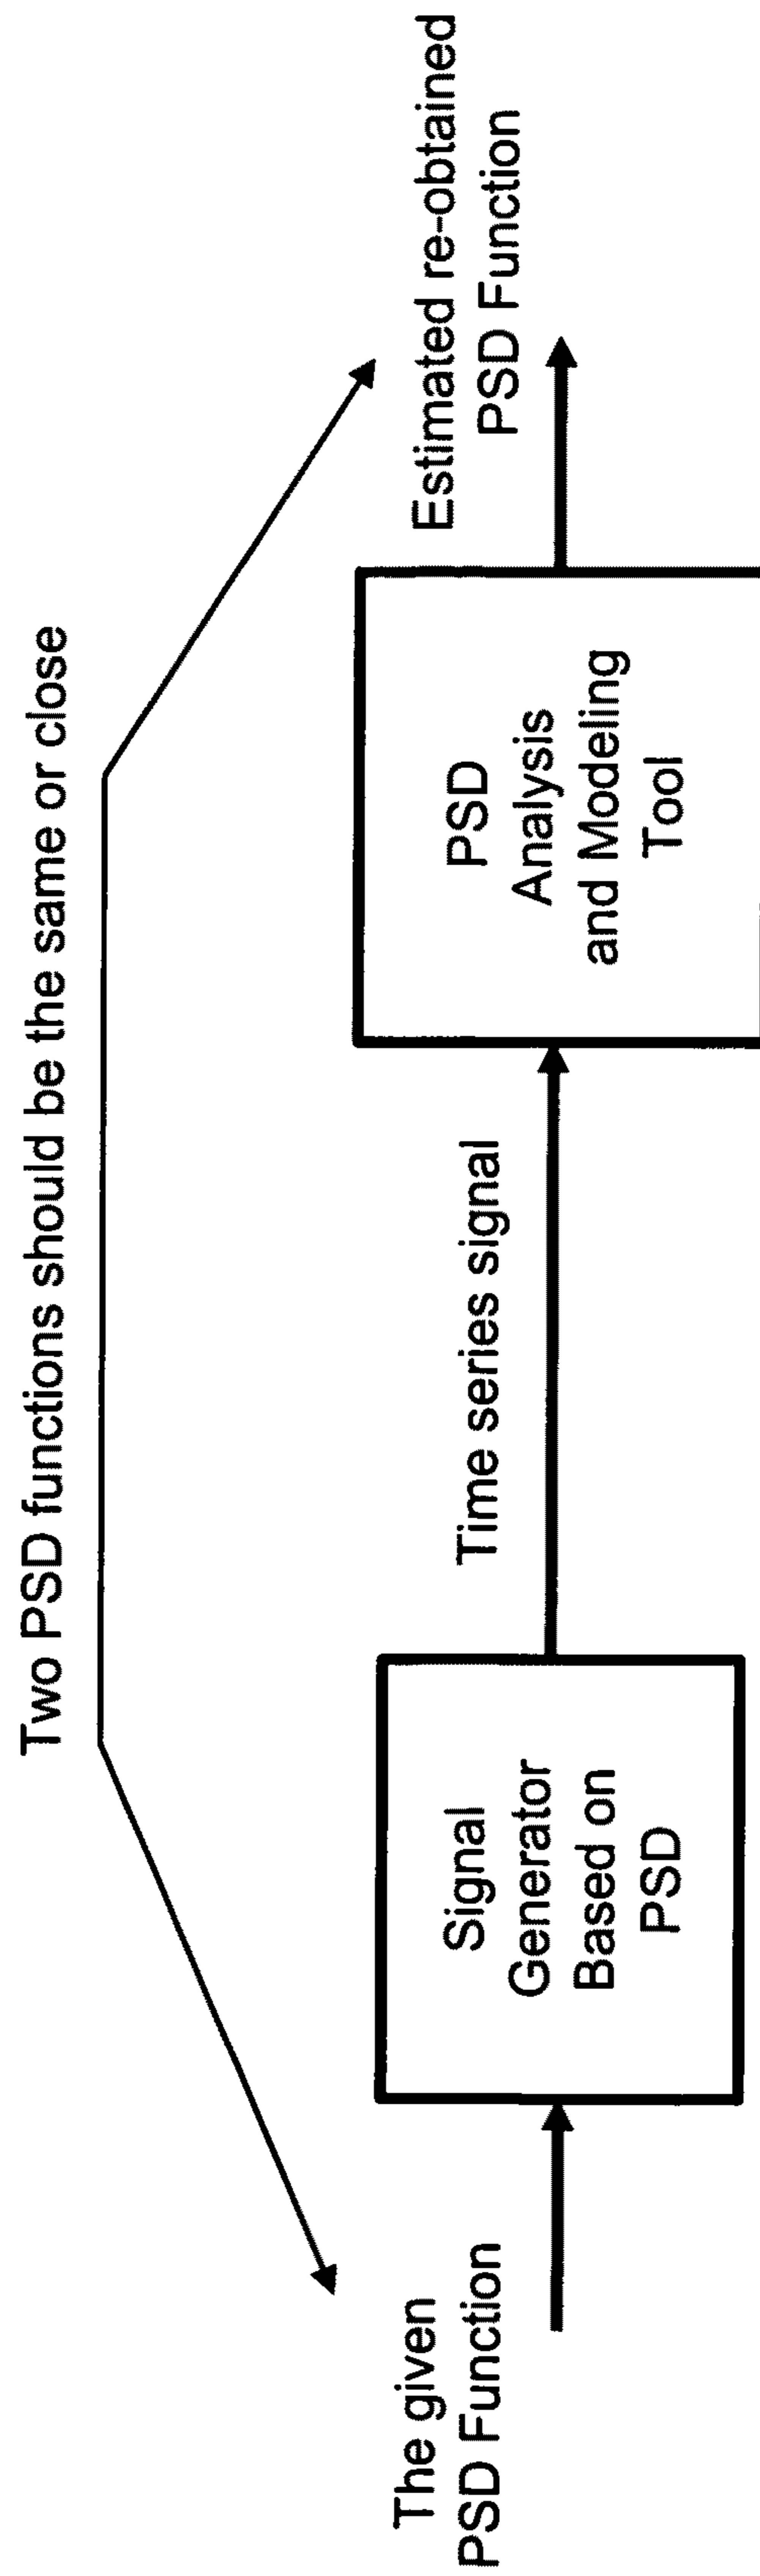 Two PSD functions should be the same or close
The given
PSD Function
Signal
Generator
Based on
PSD
Time series signal
PSD
Analysis
and Modeling
Tool
Estimated re-obtained
PSD Function